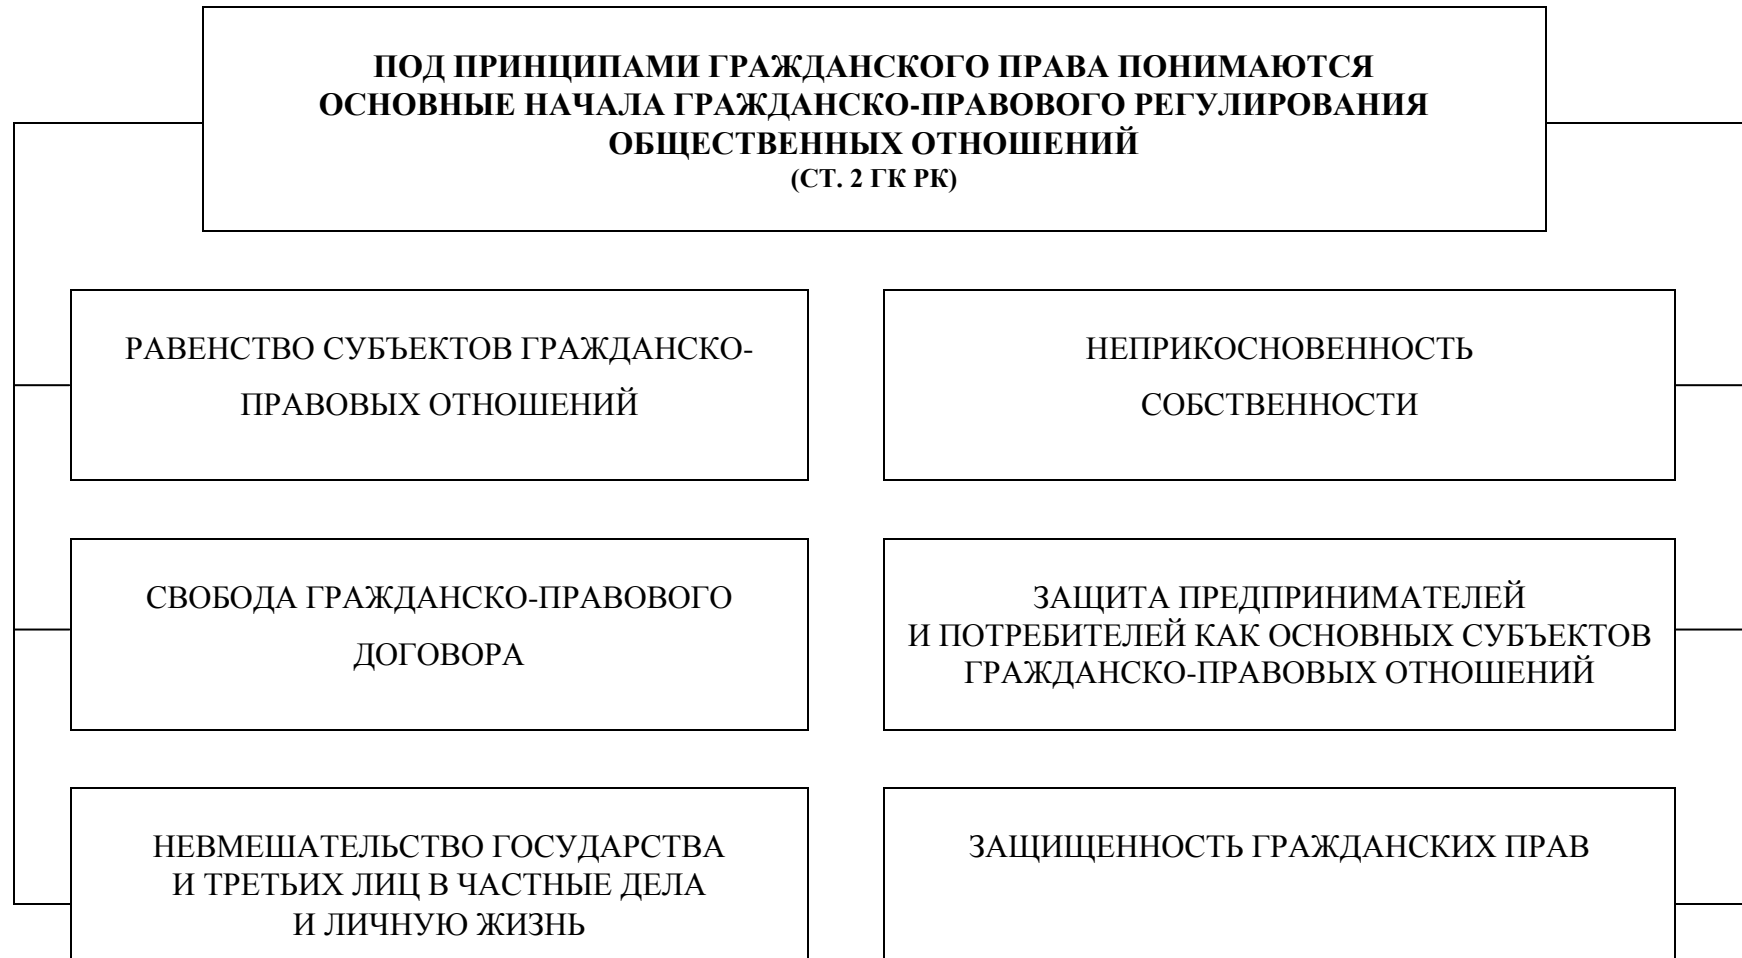 ПОД ПРИНЦИПАМИ ГРАЖДАНСКОГО ПРАВА ПОНИМАЮТСЯ
ОСНОВНЫЕ НАЧАЛА ГРАЖДАНСКО-ПРАВОВОГО РЕГУЛИРОВАНИЯ
ОБЩЕСТВЕННЫХ ОТНОШЕНИЙ
(СТ. 2 ГК РК)
РАВЕНСТВО СУБЪЕКТОВ ГРАЖДАНСКО-
ПРАВОВЫХ ОТНОШЕНИЙ
НЕПРИКОСНОВЕННОСТЬ
СОБСТВЕННОСТИ
СВОБОДА ГРАЖДАНСКО-ПРАВОВОГО
ДОГОВОРА
ЗАЩИТА ПРЕДПРИНИМАТЕЛЕЙ
И ПОТРЕБИТЕЛЕЙ КАК ОСНОВНЫХ СУБЪЕКТОВ
ГРАЖДАНСКО-ПРАВОВЫХ ОТНОШЕНИЙ
НЕВМЕШАТЕЛЬСТВО ГОСУДАРСТВА
И ТРЕТЬИХ ЛИЦ В ЧАСТНЫЕ ДЕЛА
И ЛИЧНУЮ ЖИЗНЬ
ЗАЩИЩЕННОСТЬ ГРАЖДАНСКИХ ПРАВ